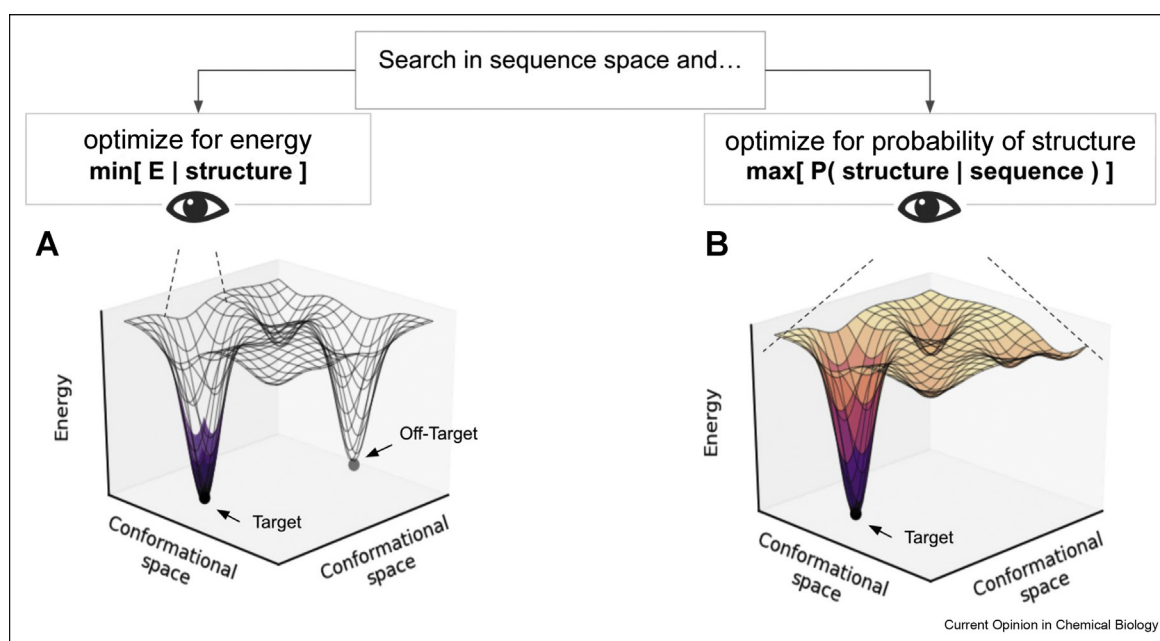 Search in sequence space and…
optimize for energy
min[ E | structure ]
optimize for probability of structure
max[ P( structure | sequence ) ]
A
B
Energy
Off-Target
Target
Conformational
space
Conformational
space
Energy
Target
Conformational
space
Conformational
space
Current Opinion in Chemical Biology